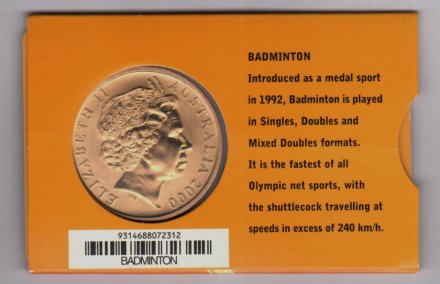 ELIZABETH II AUSTRALIA 2000
9314688072312
BADMINTON
BADMINTON
Introduced as a medal sport
in 1992, Badminton is played
in Singles, Doubles and
Mixed Doubles formats.
It is the fastest of all
Olympic net sports, with
the shuttlecock travelling at
speeds in excess of 240 km/h.